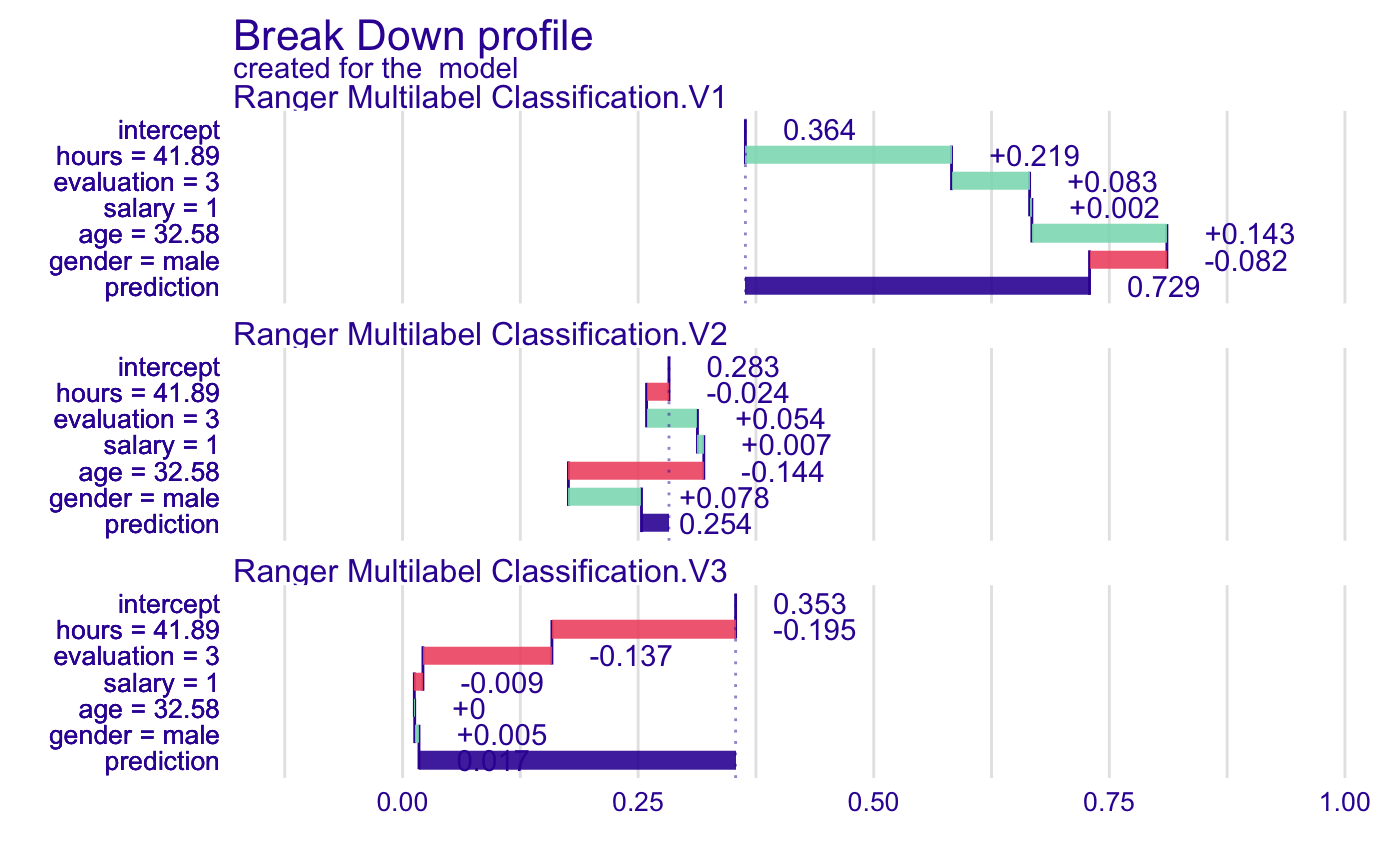 Break Down profile
created for the  model
Ranger Multilabel Classification.V1
intercept 0.364
hours = 41.89 +0.219
evaluation = 3 +0.083
salary = 1 +0.002
age = 32.58 +0.143
gender = male -0.082
prediction 0.729
Ranger Multilabel Classification.V2
intercept 0.283
hours = 41.89 -0.024
evaluation = 3 +0.054
salary = 1 +0.007
age = 32.58 -0.144
gender = male +0.078
prediction 0.254
Ranger Multilabel Classification.V3
intercept 0.353
hours = 41.89 -0.195
evaluation = 3 -0.137
salary = 1 -0.009
age = 32.58 +0
gender = male +0.005
prediction 0.017
0.00 0.25 0.50 0.75 1.00